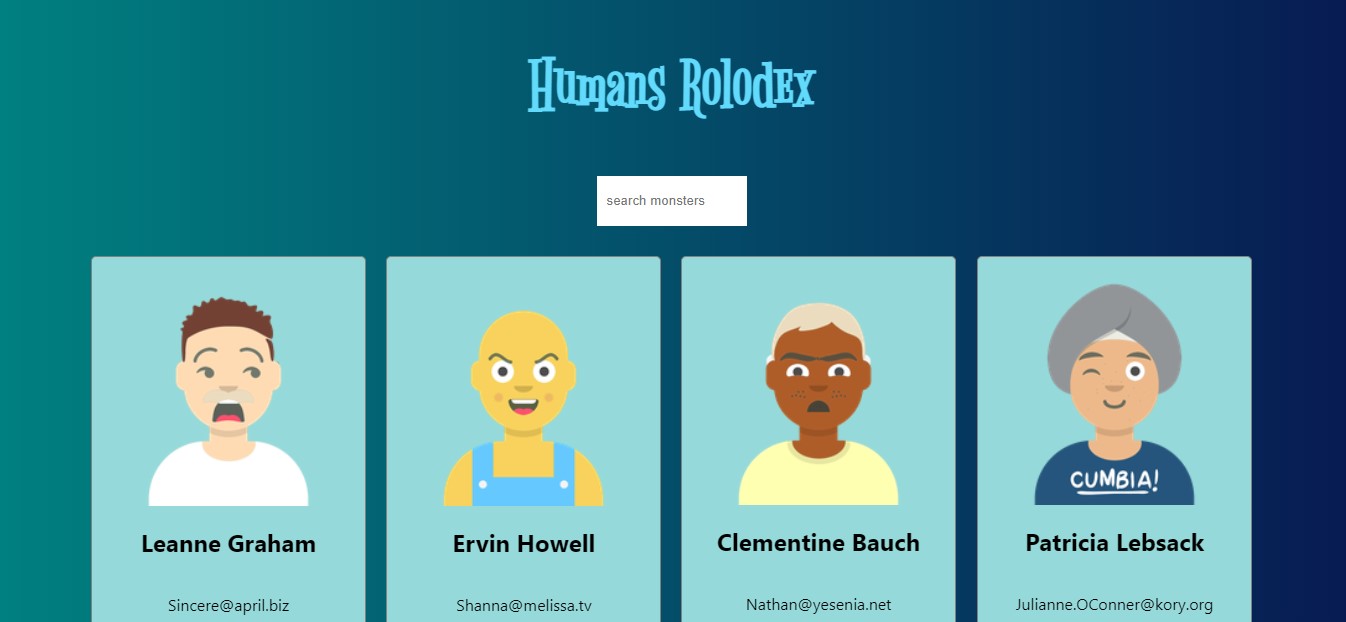 Humans Rolodex
search monsters
CUMBIA!
Leanne Graham
Ervin Howell
Clementine Bauch
Patricia Lebsack
Sincere@april.biz
Shanna@melissa.tv
Nathan@yesenia.net
Julianne.OConner@kory.org